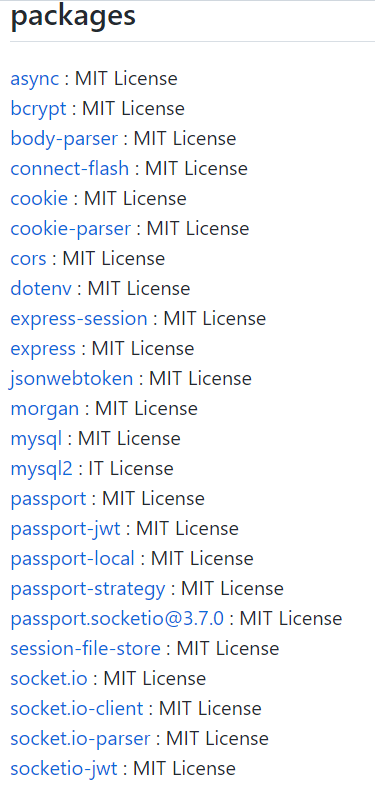 packages
async : MIT License
bcrypt : MIT License
body-parser : MIT License
connect-flash : MIT License
cookie : MIT License
cookie-parser : MIT License
cors : MIT License
dotenv : MIT License
express-session : MIT License
express : MIT License
jsonwebtoken : MIT License
morgan : MIT License
mysql : MIT License
mysql2 : IT License
passport : MIT License
passport-jwt : MIT License
passport-local : MIT License
passport-strategy : MIT License
passport.socketio@3.7.0 : MIT License
session-file-store : MIT License
socket.io : MIT License
socket.io-client : MIT License
socket.io-parser : MIT License
socketio-jwt : MIT License